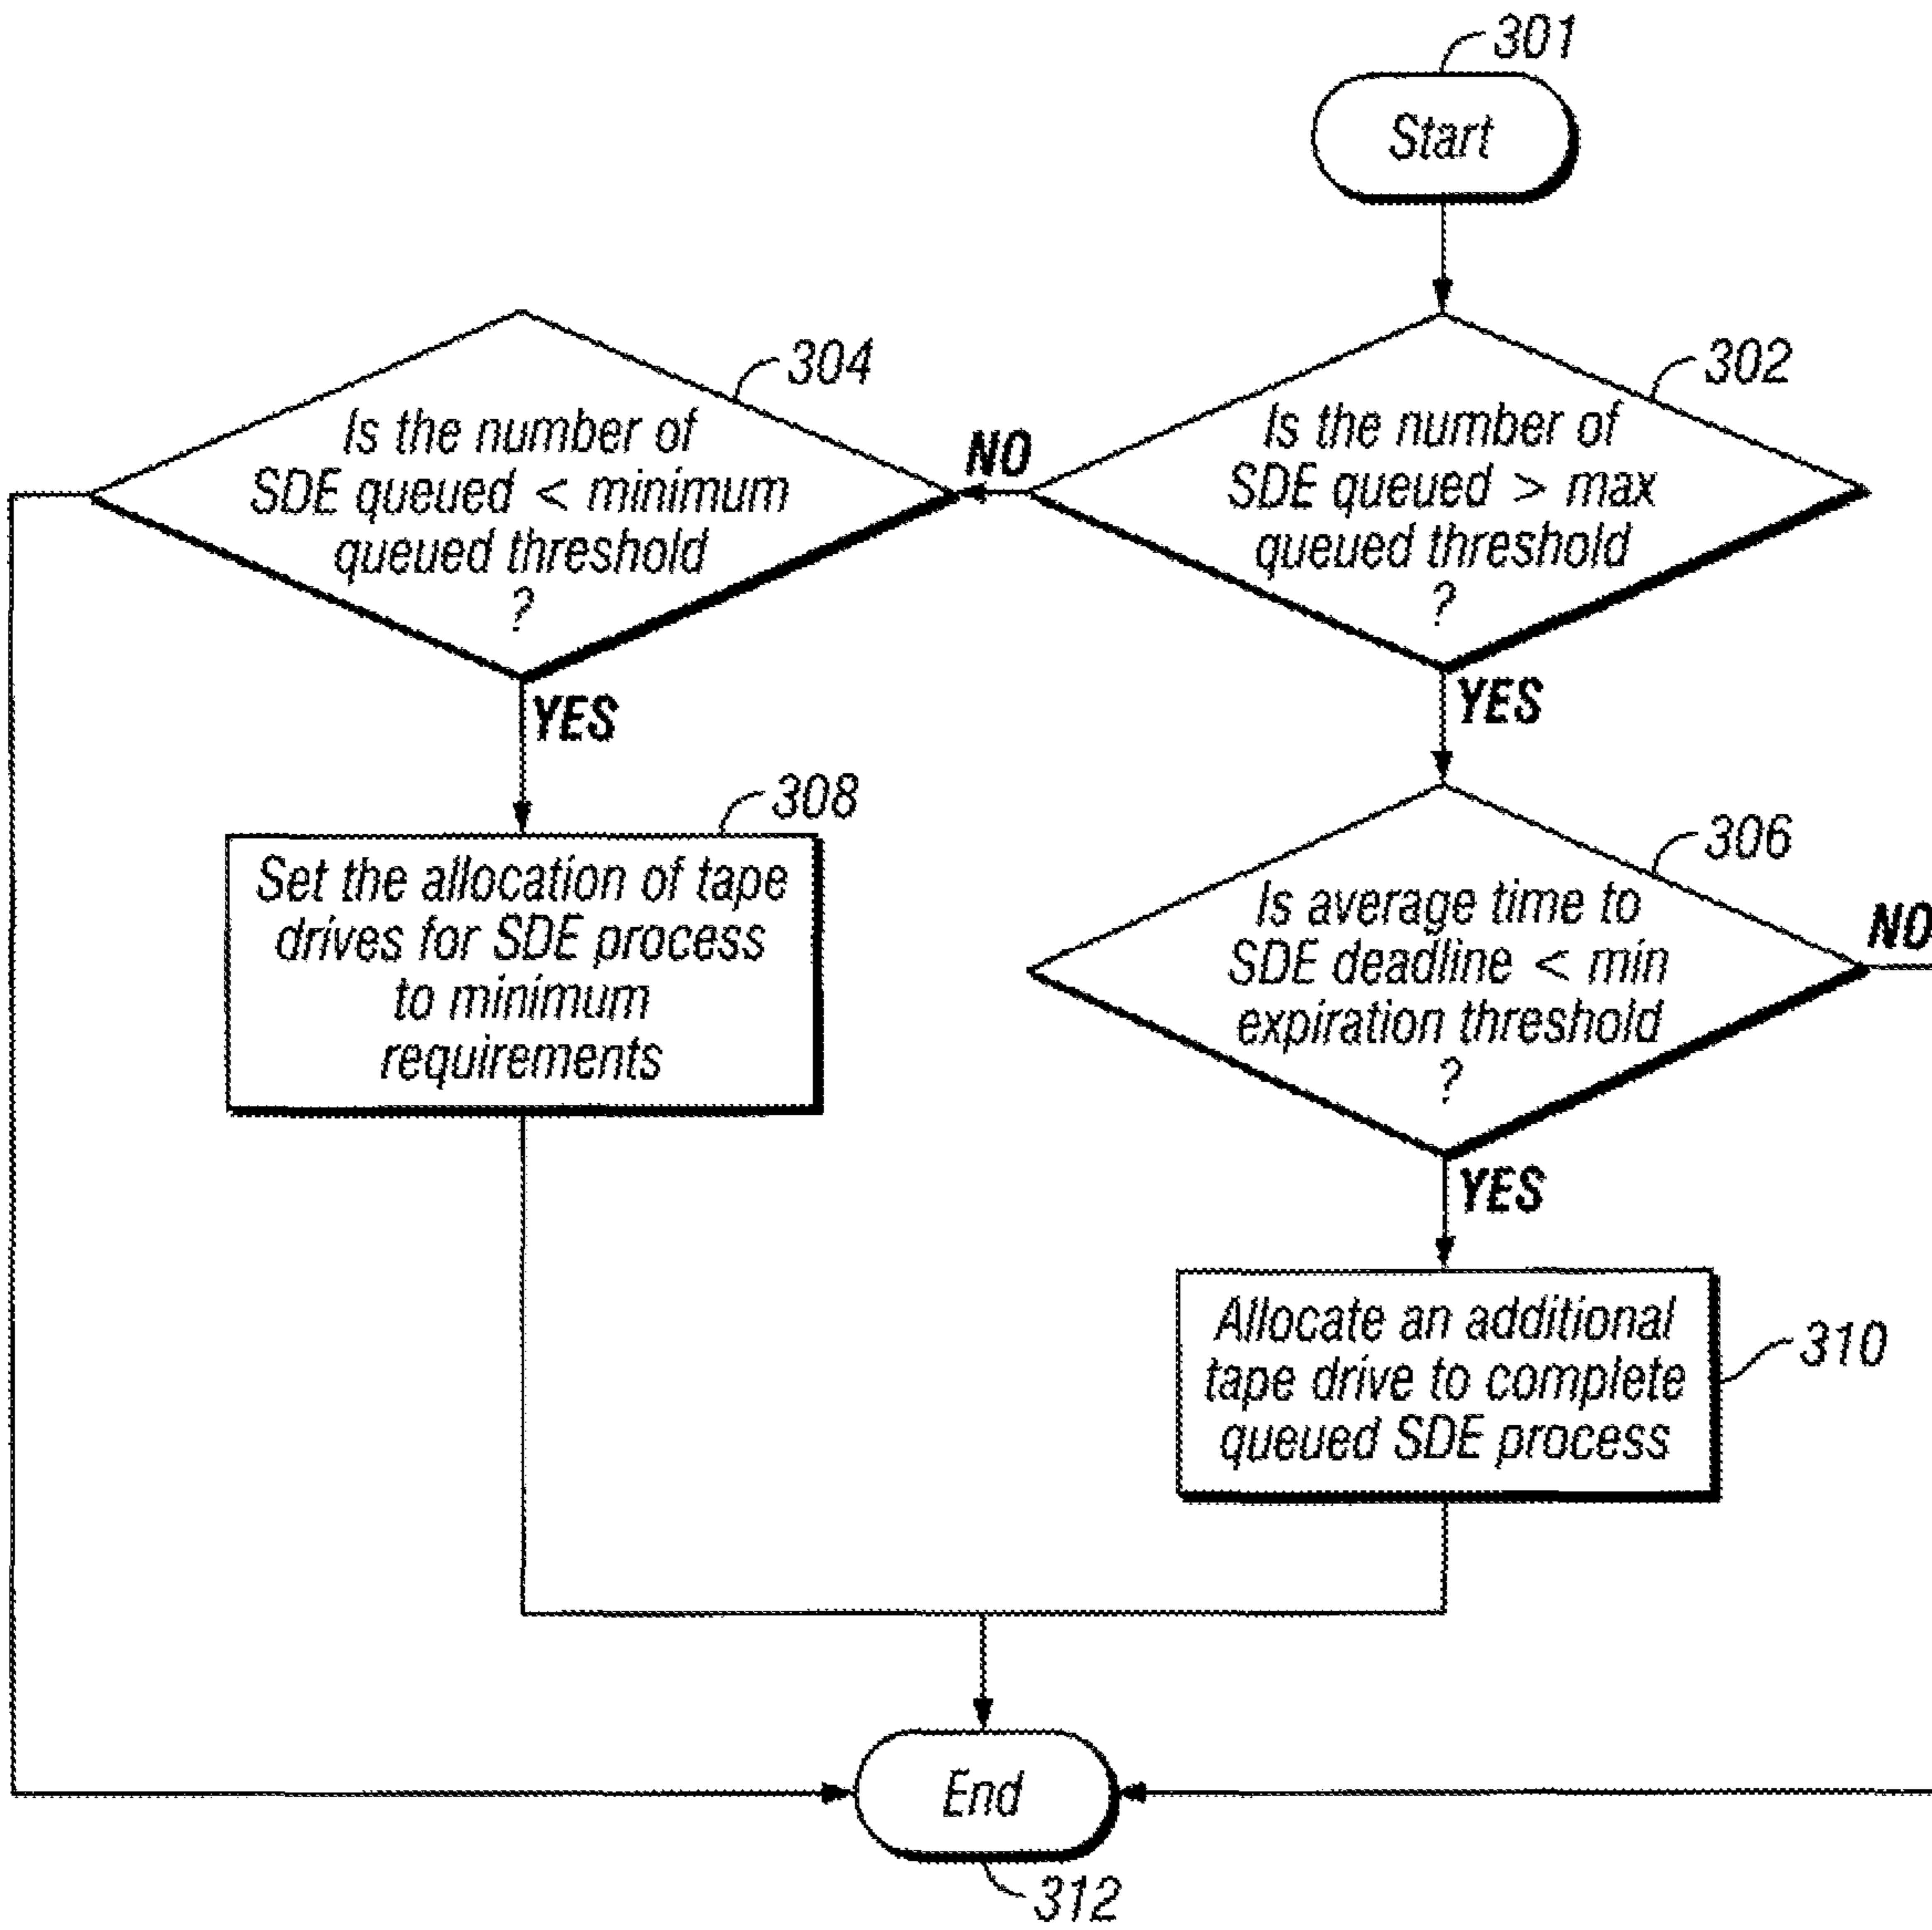 301
Start
304
Is the number of
SDE queued < minimum
queued threshold
?
NO
302
Is the number of
SDE queued > max
queued threshold
?
YES
YES
308
Set the allocation of tape
drives for SDE process
to minimum
requirements
306
Is average time to
SDE deadline < min
expiration threshold
?
NO
YES
310
Allocate an additional
tape drive to complete
queued SDE process
End
312